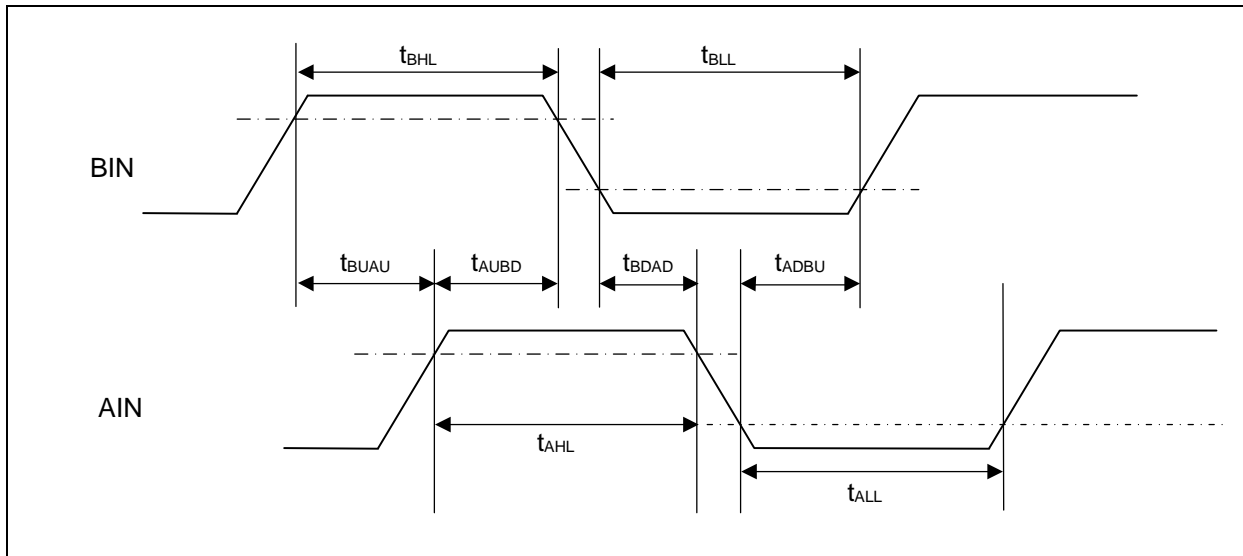 tBHL tBLL
BIN
tBUAU tAUBD tBDAD tADBU
AIN
tAHL
tALL